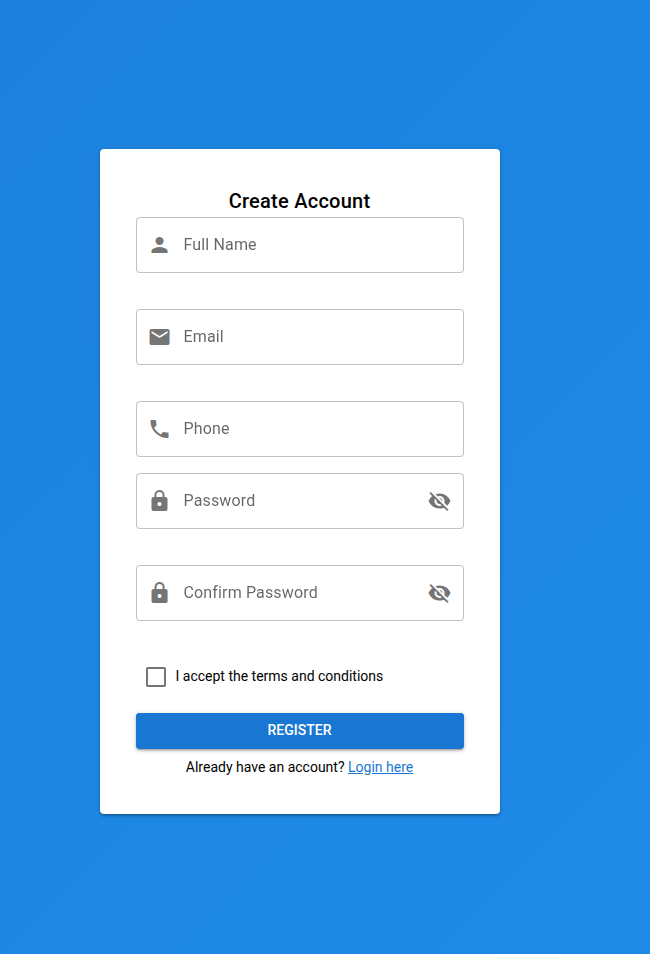 Create Account
Full Name
Email
Phone
Password
Confirm Password
I accept the terms and conditions
REGISTER
Already have an account? Login here